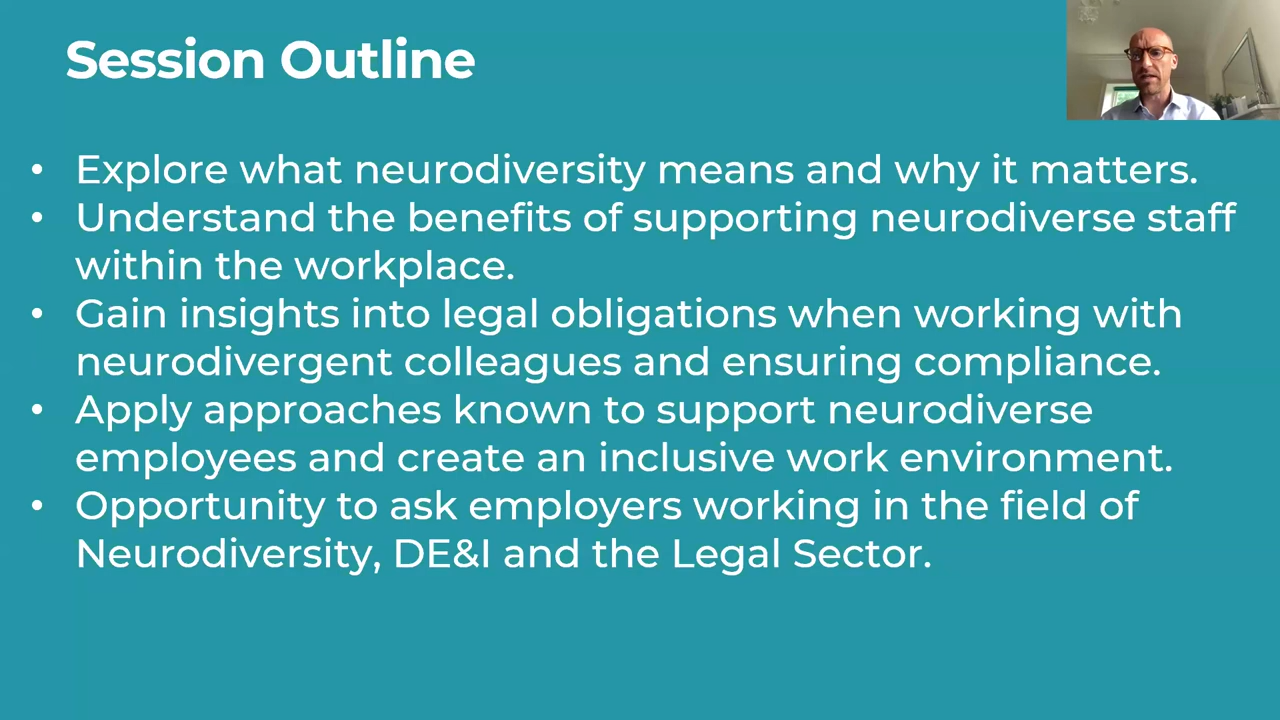 Session Outline
• Explore what neurodiversity means and why it matters.
• Understand the benefits of supporting neurodiverse staff
within the workplace.
• Gain insights into legal obligations when working with
neurodivergent colleagues and ensuring compliance.
• Apply approaches known to support neurodiverse
employees and create an inclusive work environment.
• Opportunity to ask employers working in the field of
Neurodiversity, DE&I and the Legal Sector.